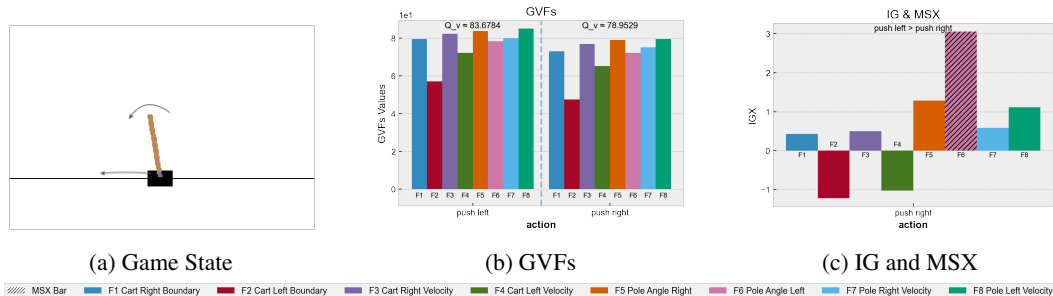 GVFs
1e1
Q_v ≈ 83.6784
Q_v ≈ 78.9529
8
6
4
2
0
GVFs Values
F1 F2 F3 F4 F5 F6 F7 F8
F1 F2 F3 F4 F5 F6 F7 F8
push left
push right
action
IG & MSX
push left > push right
3
2
1
0
−1
IGX
F1
F2
F3
F4
F5
F6
F7
F8
push right
action
(a) Game State
(b) GVFs
(c) IG and MSX
MSX Bar F1 Cart Right Boundary F2 Cart Left Boundary F3 Cart Right Velocity F4 Cart Left Velocity F5 Pole Angle Right F6 Pole Angle Left F7 Pole Right Velocity F8 Pole Left Velocity